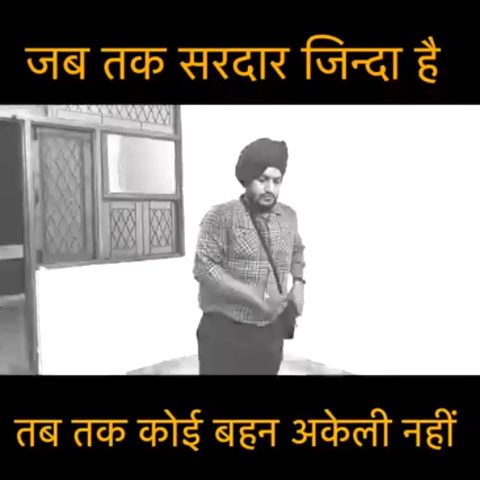 जब तक सरदार जिन्दा है
तब तक कोई बहन अकेली नहीं